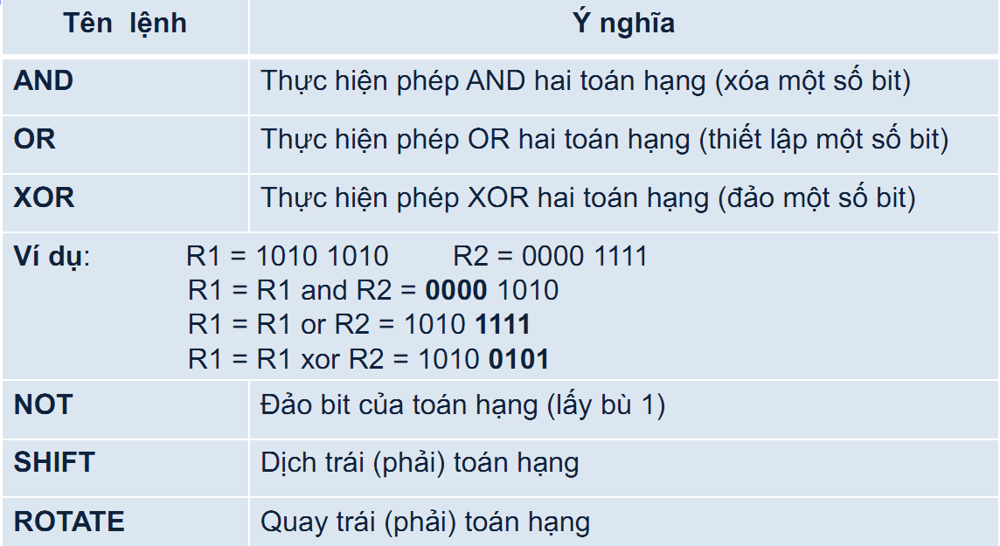 Tên lệnh Ý nghĩa
AND Thực hiện phép AND hai toán hạng (xóa một số bit)
OR Thực hiện phép OR hai toán hạng (thiết lập một số bit)
XOR Thực hiện phép XOR hai toán hạng (đảo một số bit)
Ví dụ: R1 = 1010 1010 R2 = 0000 1111
R1 = R1 and R2 = 0000 1010
R1 = R1 or R2 = 1010 1111
R1 = R1 xor R2 = 1010 0101
NOT Đảo bit của toán hạng (lấy bù 1)
SHIFT Dịch trái (phải) toán hạng
ROTATE Quay trái (phải) toán hạng